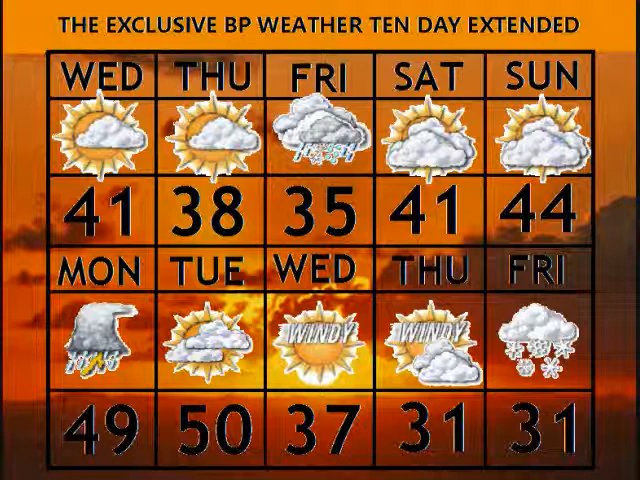 THE EXCLUSIVE BP WEATHER TEN DAY EXTENDED
WED THU FRI SAT SUN
41 38 35 41 44
MON TUE WED THU FRI
WINDY WINDY
49 50 37 31 31